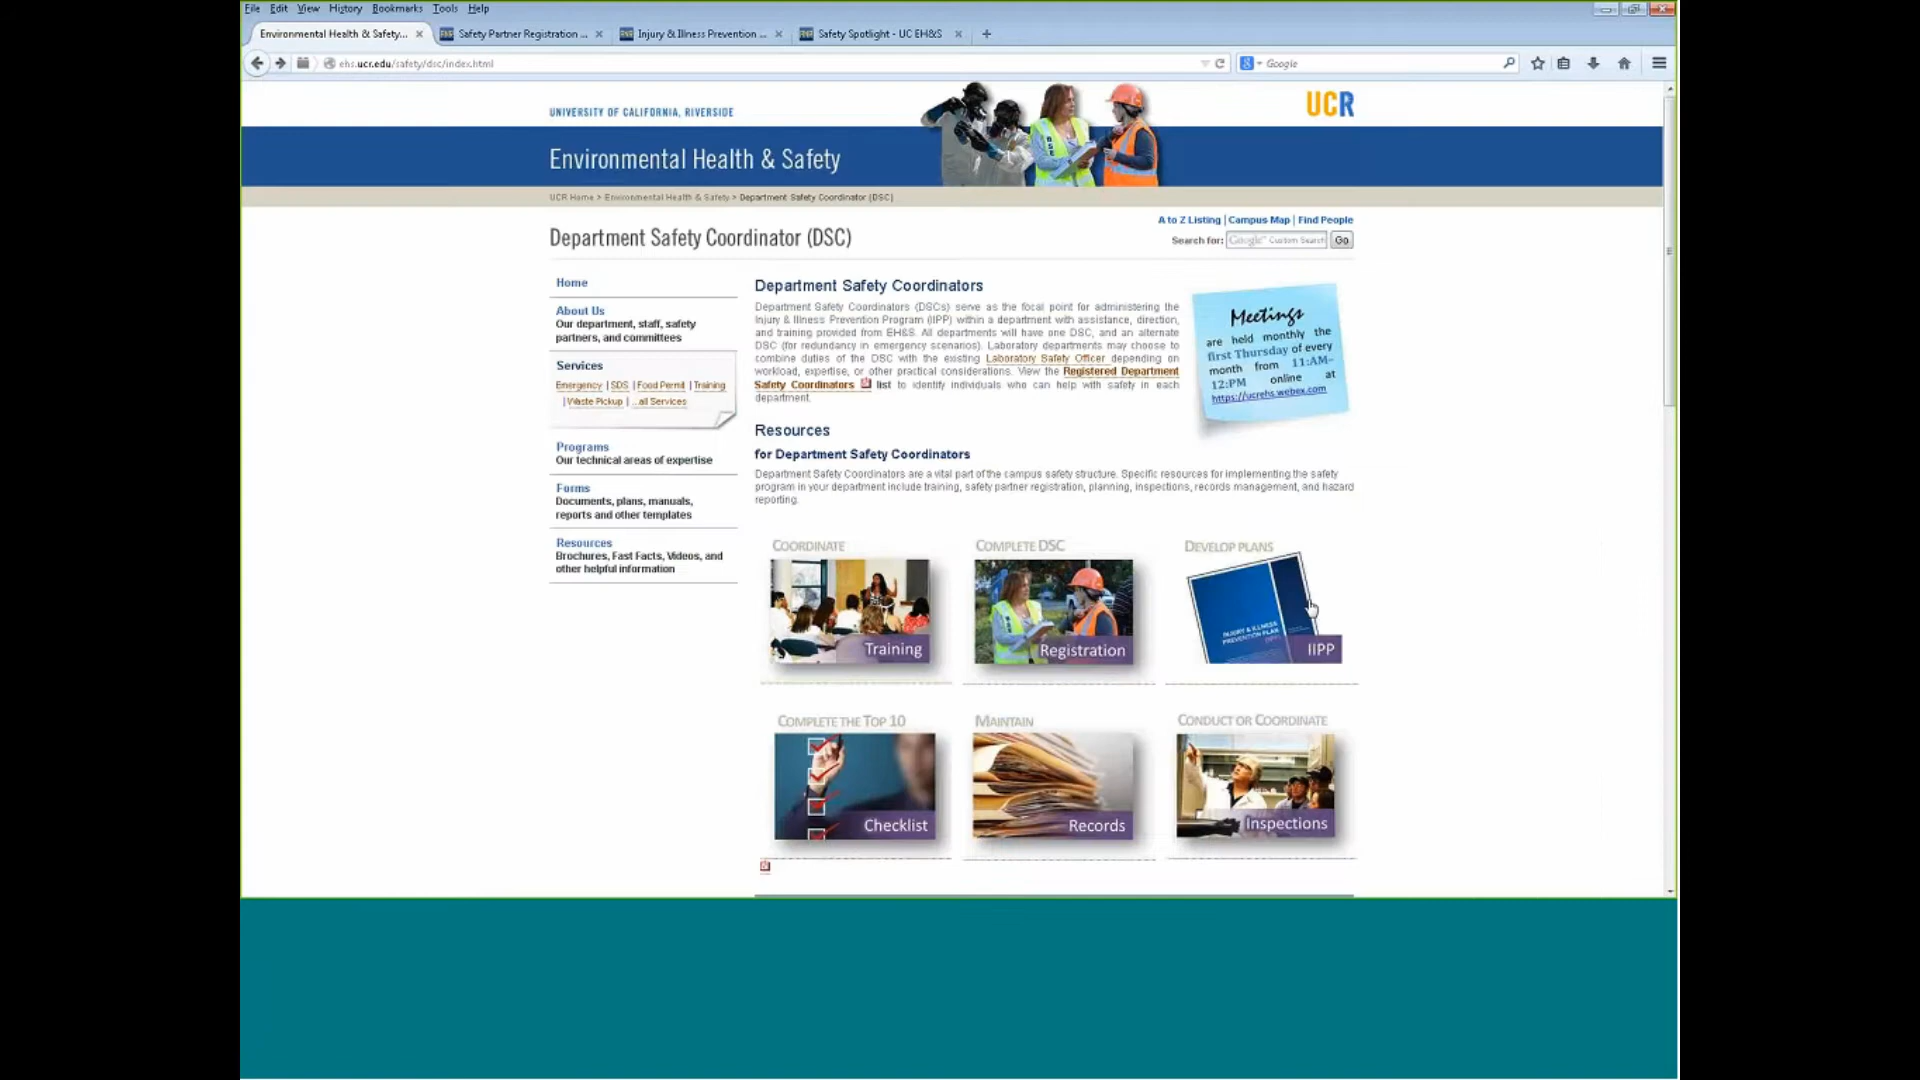 File Edit View History Bookmarks Tools Help
Environmental Health & Safety... Safety Partner Registration ... Injury & Illness Prevention ... Safety Spotlight - UC EH&S
ehs.ucr.edu/safety/dsc/index.html
Google
UNIVERSITY OF CALIFORNIA, RIVERSIDE
UCR
Environmental Health & Safety
UCR Home > Environmental Health & Safety > Department Safety Coordinator (DSC)
A to Z Listing | Campus Map | Find People
Department Safety Coordinator (DSC)
Search for: Google™ Custom Search Go
Home
About Us
Our department, staff, safety
partners, and committees
Services
Emergency | SDS | Food Permit | Training
| Waste Pickup | ...all Services
Programs
Our technical areas of expertise
Forms
Documents, plans, manuals,
reports and other templates
Resources
Brochures, Fast Facts, Videos, and
other helpful information
Department Safety Coordinators
Department Safety Coordinators (DSCs) serve as the focal point for administering the
Injury & Illness Prevention Program (IIPP) within a department with assistance, direction,
and training provided from EH&S. All departments will have one DSC, and an alternate
DSC (for redundancy in emergency scenarios). Laboratory departments may choose to
combine duties of the DSC with the existing Laboratory Safety Officer depending on
workload, expertise, or other practical considerations. View the Registered Department
Safety Coordinators list to identify individuals who can help with safety in each
department.
Meetings
are held monthly the
first Thursday of every
month from 11:AM–
12:PM online at
https://ucrehs.webex.com
Resources
for Department Safety Coordinators
Department Safety Coordinators are a vital part of the campus safety structure. Specific resources for implementing the safety
program in your department include training, safety partner registration, planning, inspections, records management, and hazard
reporting.
COORDINATE
Training
COMPLETE DSC
Registration
DEVELOP PLANS
INJURY & ILLNESS
PREVENTION PLAN
IIPP
COMPLETE THE TOP 10
Checklist
MAINTAIN
Records
CONDUCT OR COORDINATE
Inspections